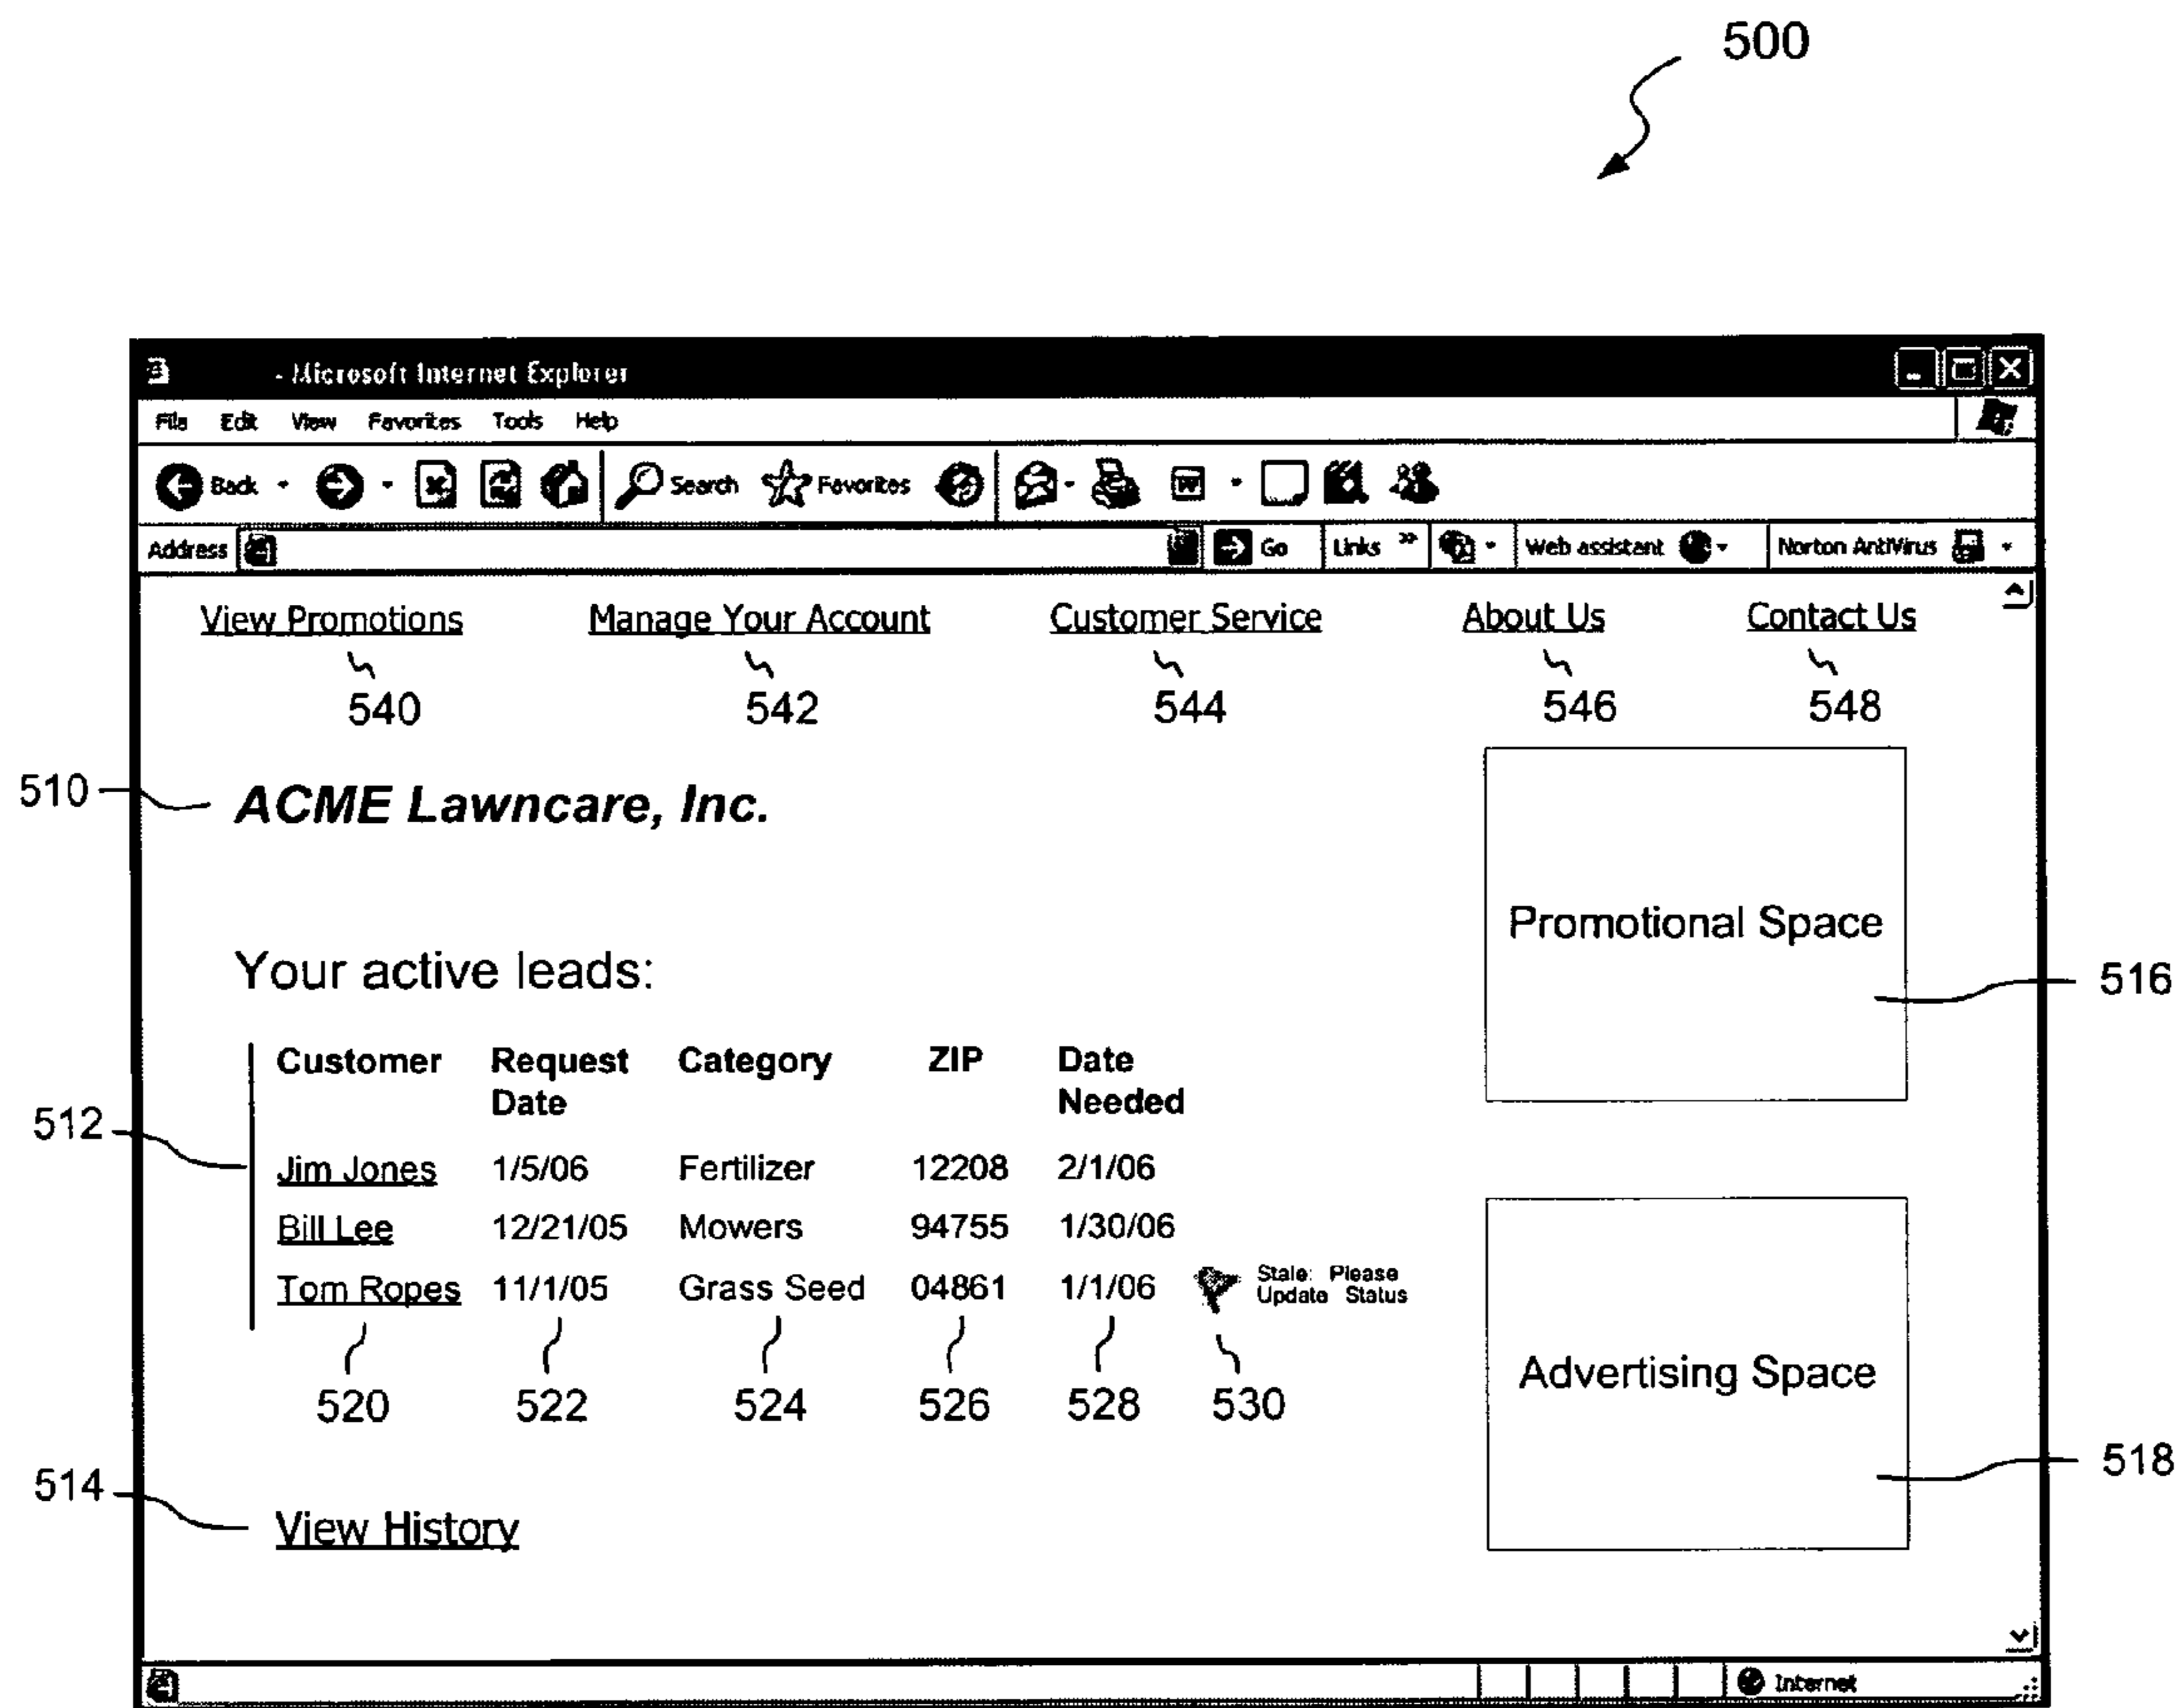 500
- Microsoft Internet Explorer
File Edit View Favorites Tools Help
Back Search Favorites
Address Go Links » Web assistant Norton AntiVirus
View Promotions Manage Your Account Customer Service About Us Contact Us
540 542 544 546 548
510 ACME Lawncare, Inc.
Promotional Space
516
Your active leads:
Customer Request Category ZIP Date
Date Needed
512
Jim Jones 1/5/06 Fertilizer 12208 2/1/06
Bill Lee 12/21/05 Mowers 94755 1/30/06
Tom Ropes 11/1/05 Grass Seed 04861 1/1/06 Stale: Please
Update Status
520 522 524 526 528 530
Advertising Space
518
514
View History
Internet